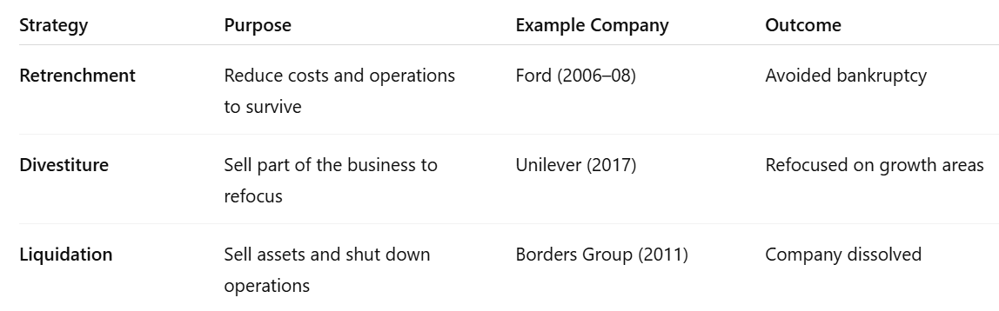 Strategy Purpose Example Company Outcome
Retrenchment Reduce costs and operations Ford (2006–08) Avoided bankruptcy
to survive
Divestiture Sell part of the business to Unilever (2017) Refocused on growth areas
refocus
Liquidation Sell assets and shut down Borders Group (2011) Company dissolved
operations